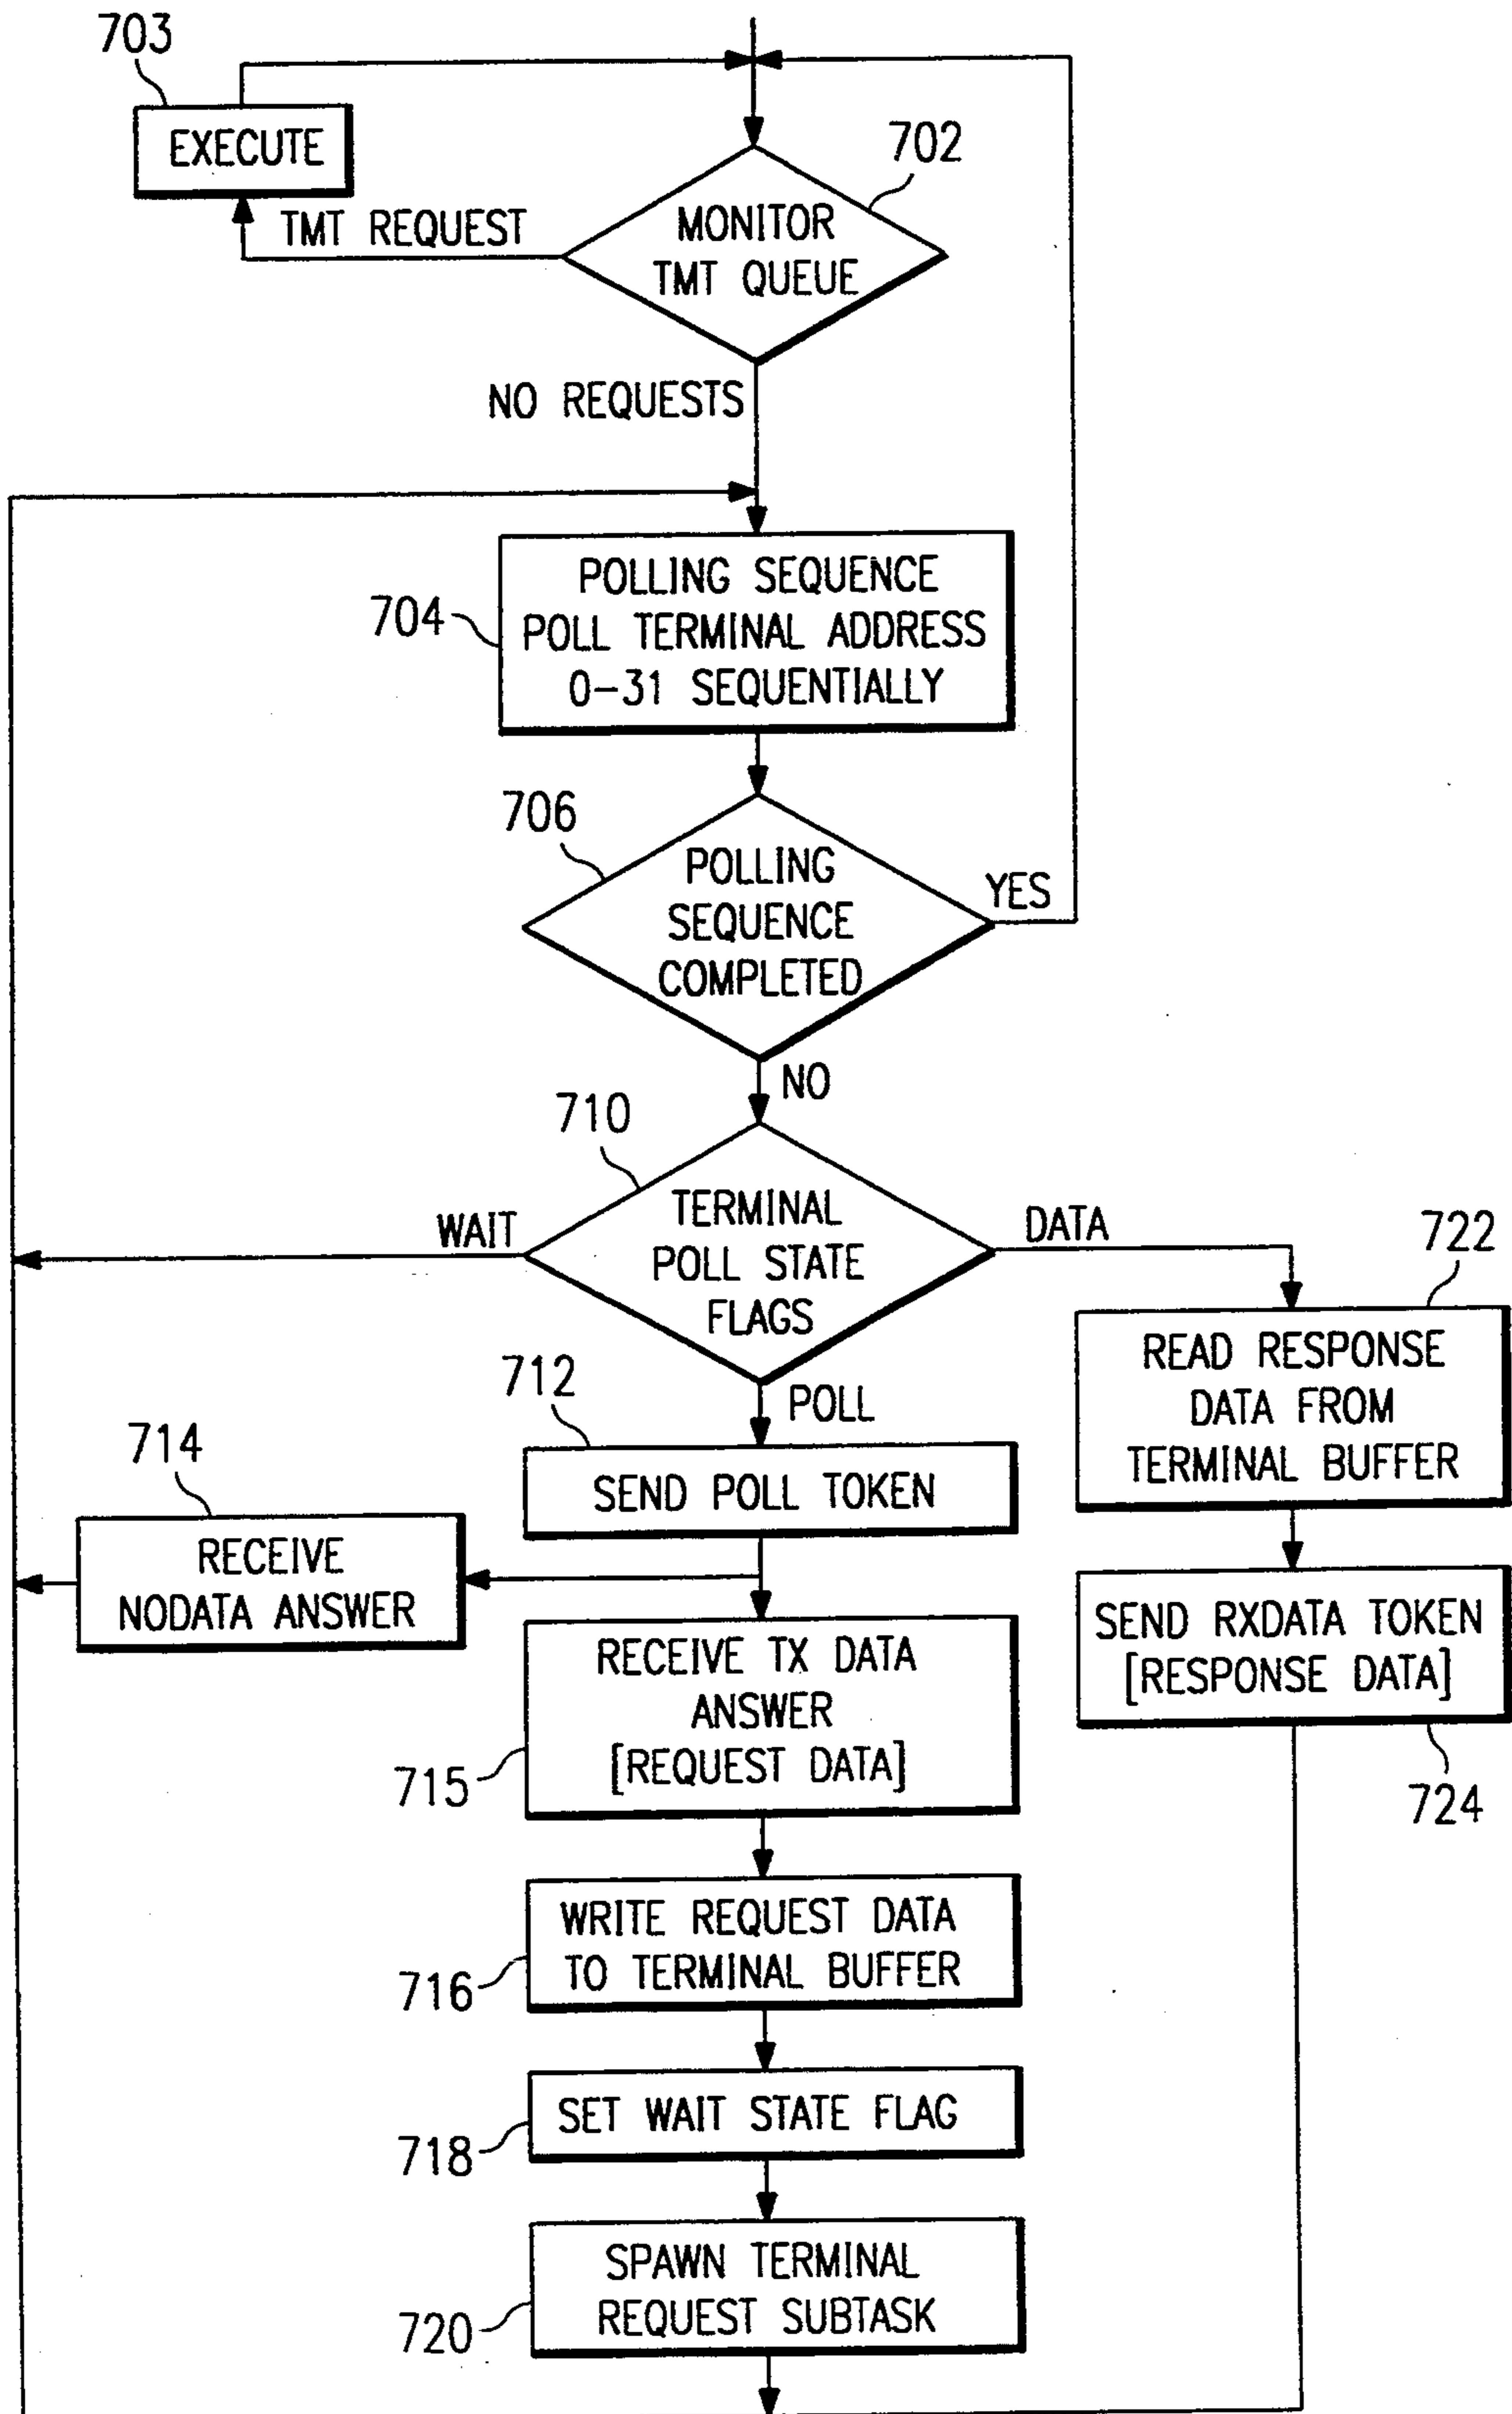 703
EXECUTE
702
TMT REQUEST
MONITOR
TMT QUEUE
NO REQUESTS
704
POLLING SEQUENCE
POLL TERMINAL ADDRESS
0-31 SEQUENTIALLY
706
POLLING
SEQUENCE
COMPLETED
YES
NO
710
TERMINAL
POLL STATE
FLAGS
WAIT
DATA
722
READ RESPONSE
DATA FROM
TERMINAL BUFFER
712
POLL
SEND POLL TOKEN
714
RECEIVE
NODATA ANSWER
SEND RXDATA TOKEN
[RESPONSE DATA]
724
RECEIVE TX DATA
ANSWER
[REQUEST DATA]
715
WRITE REQUEST DATA
TO TERMINAL BUFFER
716
SET WAIT STATE FLAG
718
SPAWN TERMINAL
REQUEST SUBTASK
720